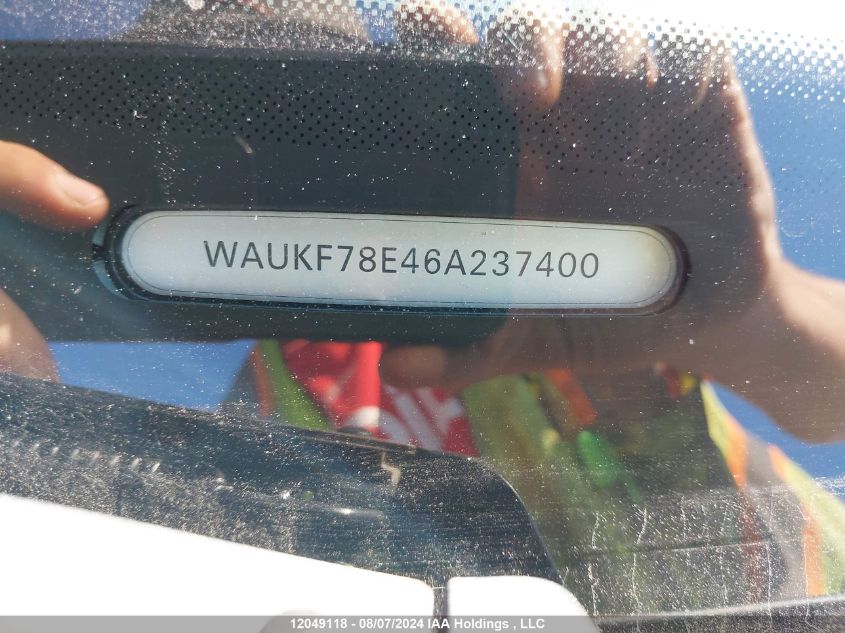 WAUKF78E46A237400
12049118 - 08/07/2024 IAA Holdings , LLC